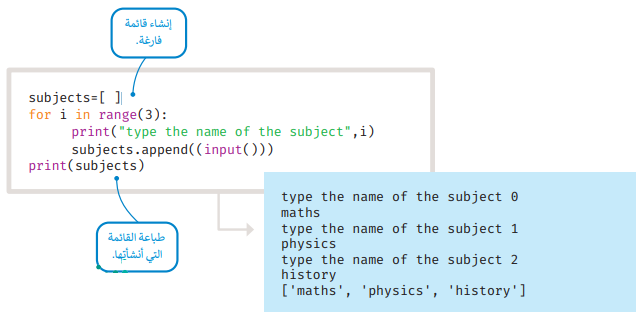 إنشاء قائمة
فارغة.
subjects=[ ]
for i in range(3):
print("type the name of the subject",i)
subjects.append((input()))
print(subjects)
طباعة القائمة
التي أنشأتِها.
type the name of the subject 0
maths
type the name of the subject 1
physics
type the name of the subject 2
history
['maths', 'physics', 'history']